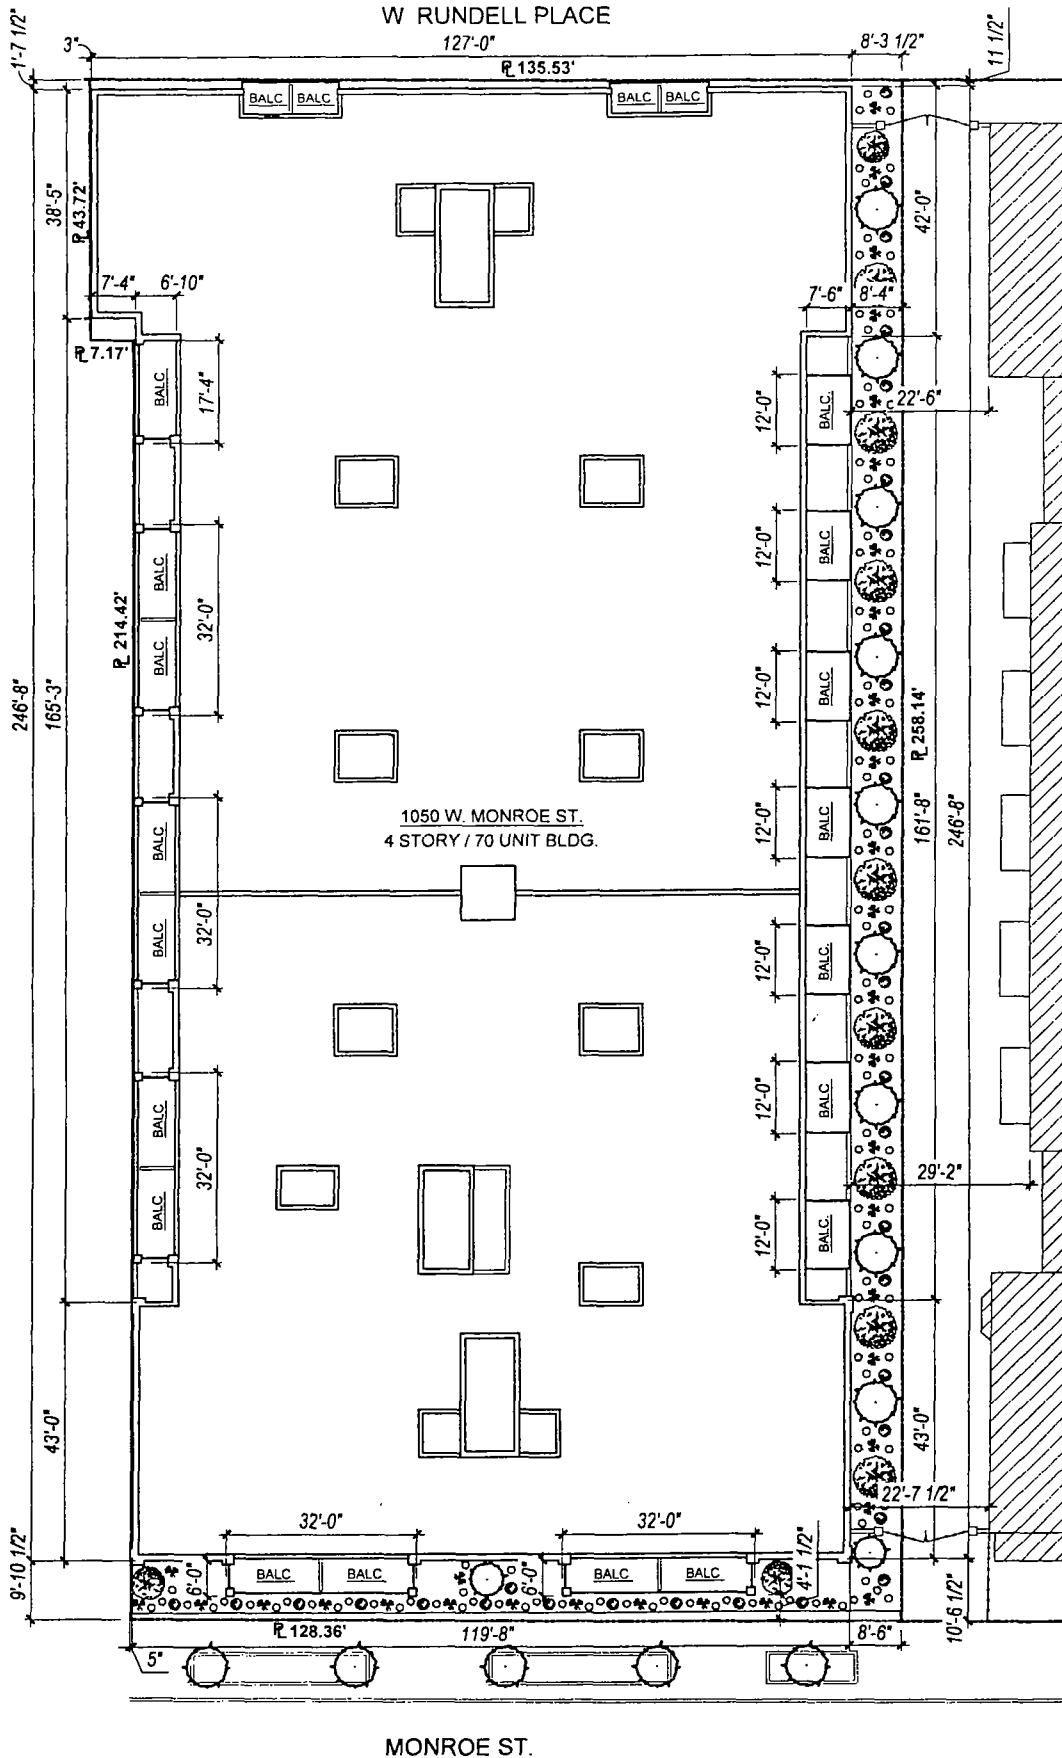 W RUNDELL PLACE
1'-7 1/2"
3"
127'-0"
8'-3 1/2"
11 1/2"
PL 135.53'
BALC BALC
BALC BALC
38'-5"
PL 43.72'
42'-0"
7'-4"
6'-10"
7'-6"
8'-4"
PL 7.17'
BALC
17'-4"
12'-0"
BALC.
22'-6"
BALC
12'-0"
BALC
PL 214.42'
32'-0"
BALC
12'-0"
BALC
246'-8"
165'-3"
PL 258.14'
161'-8"
246'-8"
BALC
12'-0"
BALC
1050 W. MONROE ST.
4 STORY / 70 UNIT BLDG.
BALC
32'-0"
12'-0"
BALC.
BALC
12'-0"
BALC
32'-0"
BALC
12'-0"
BALC.
29'-2"
43'-0"
43'-0"
22'-7 1/2"
32'-0"
32'-0"
9'-10 1/2"
6'-0"
BALC
BALC
6'-0"
BALC
BALC
4'-1 1/2"
10'-6 1/2"
PL 128.36'
119'-8"
8'-6"
5"
MONROE ST.